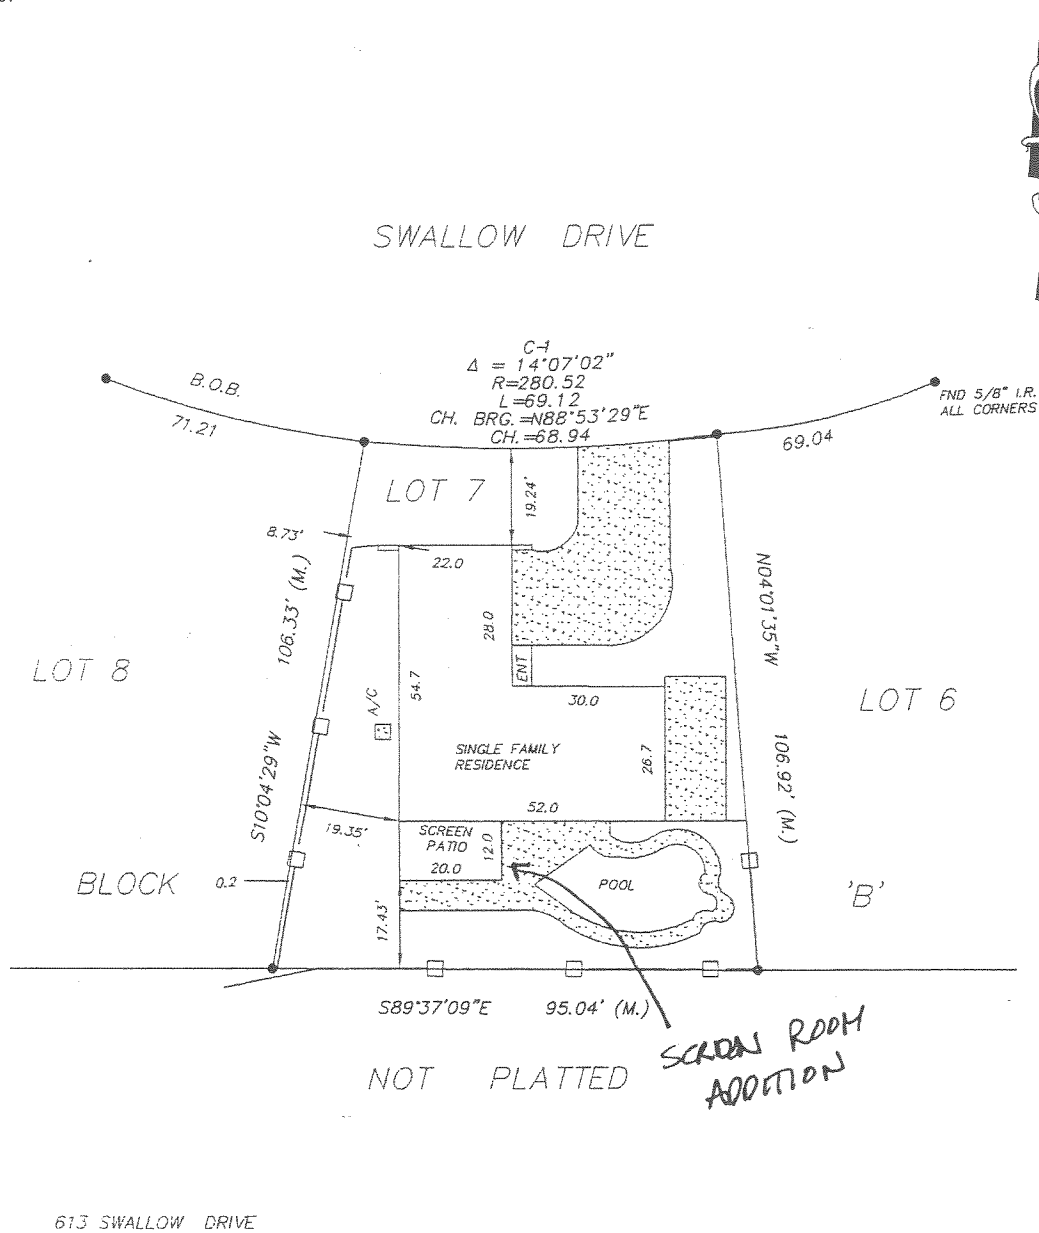 SWALLOW DRIVE
C-1
Δ = 14°07'02"
R=280.52
L=69.12
CH. BRG.=N88°53'29"E
CH.=68.94
B.O.B.
71.21
69.04
FND 5/8" I.R.
ALL CORNERS
LOT 7
19.24'
8.73'
22.0
106.33' (M.)
S10°04'29"W
28.0
N04°01'35"W
106.92' (M.)
LOT 8
ENT
54.7
A/C
30.0
LOT 6
SINGLE FAMILY
RESIDENCE
26.7
52.0
19.35'
SCREEN
PATIO
12.0
20.0
BLOCK
0.2
POOL
'B'
17.43'
S89°37'09"E 95.04' (M.)
SCREEN ROOM
ADDITION
NOT PLATTED
613 SWALLOW DRIVE